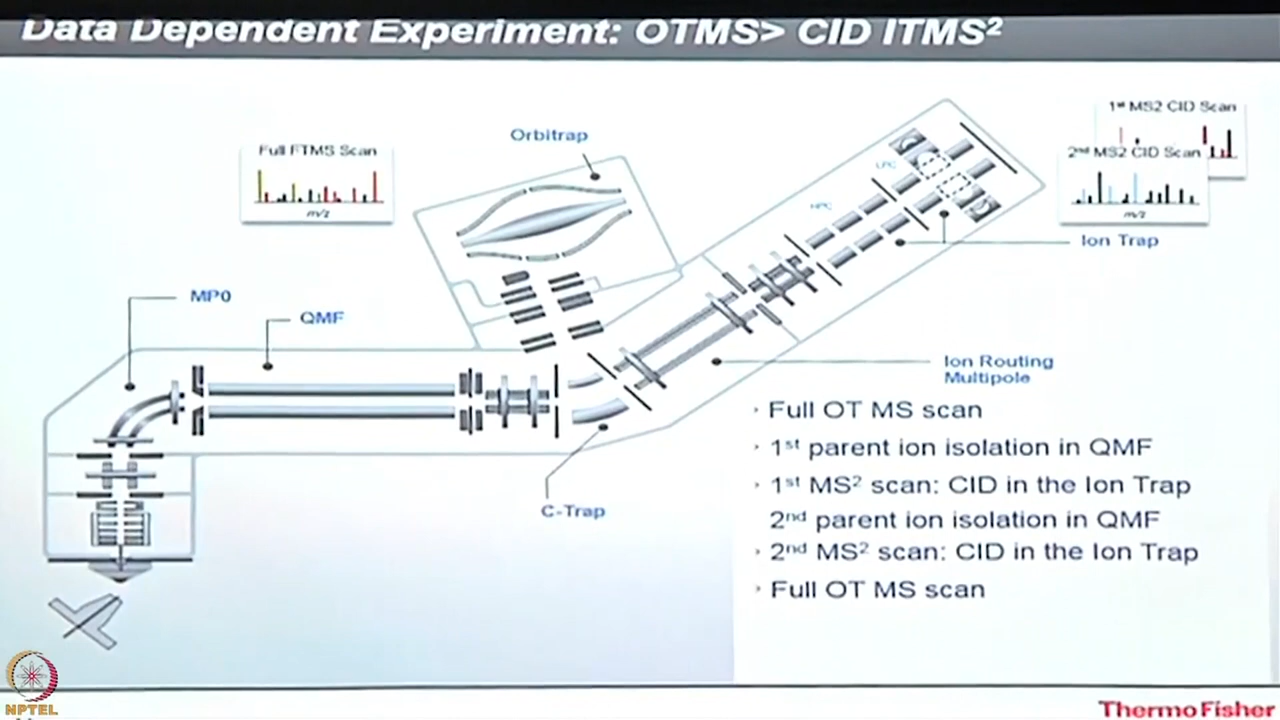 Data Dependent Experiment: OTMS> CID ITMS²
Full FTMS Scan
m/z
Orbitrap
1st MS2 CID Scan
2nd MS2 CID Scan
m/z
LPC
HPC
Ion Trap
MP0
QMF
Ion Routing
Multipole
C-Trap
› Full OT MS scan
› 1st parent ion isolation in QMF
› 1st MS² scan: CID in the Ion Trap
2nd parent ion isolation in QMF
› 2nd MS² scan: CID in the Ion Trap
› Full OT MS scan
NPTEL
ThermoFisher